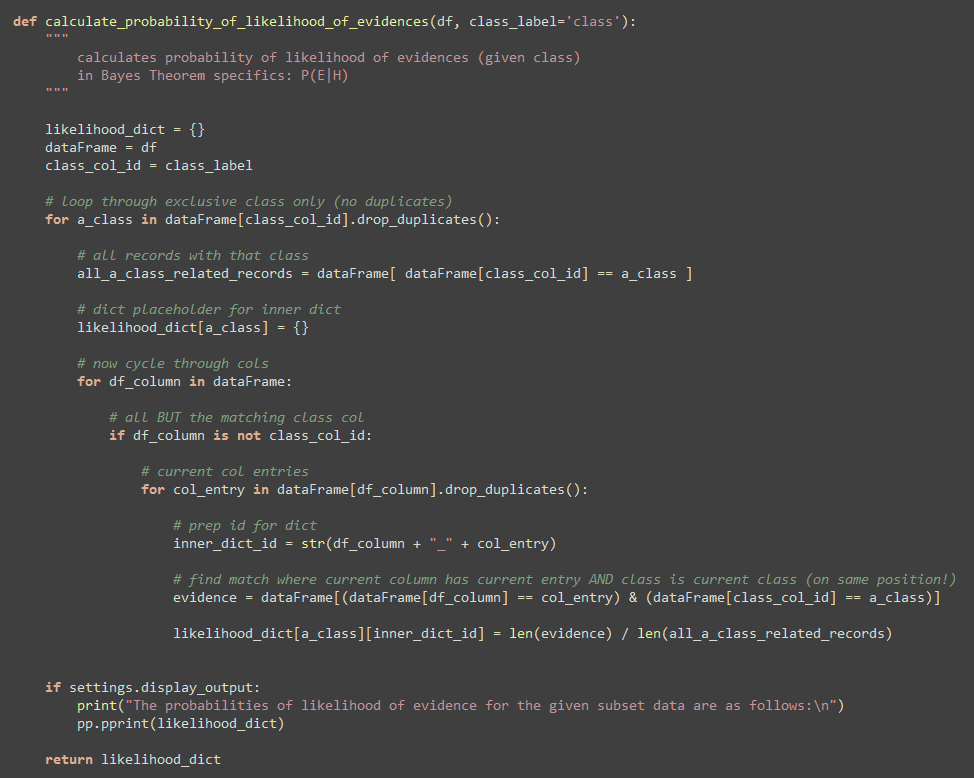 def calculate_probability_of_likelihood_of_evidences(df, class_label='class'):
    """
        calculates probability of likelihood of evidences (given class)
        in Bayes Theorem specifics: P(E|H)
    """

    likelihood_dict = {}
    dataFrame = df
    class_col_id = class_label

    # loop through exclusive class only (no duplicates)
    for a_class in dataFrame[class_col_id].drop_duplicates():

        # all records with that class
        all_a_class_related_records = dataFrame[ dataFrame[class_col_id] == a_class ]

        # dict placeholder for inner dict
        likelihood_dict[a_class] = {}

        # now cycle through cols
        for df_column in dataFrame:

            # all BUT the matching class col
            if df_column is not class_col_id:

                # current col entries
                for col_entry in dataFrame[df_column].drop_duplicates():

                    # prep id for dict
                    inner_dict_id = str(df_column + "_" + col_entry)

                    # find match where current column has current entry AND class is current class (on same position!)
                    evidence = dataFrame[(dataFrame[df_column] == col_entry) & (dataFrame[class_col_id] == a_class)]

                    likelihood_dict[a_class][inner_dict_id] = len(evidence) / len(all_a_class_related_records)


    if settings.display_output:
        print("The probabilities of likelihood of evidence for the given subset data are as follows:\n")
        pp.pprint(likelihood_dict)

    return likelihood_dict